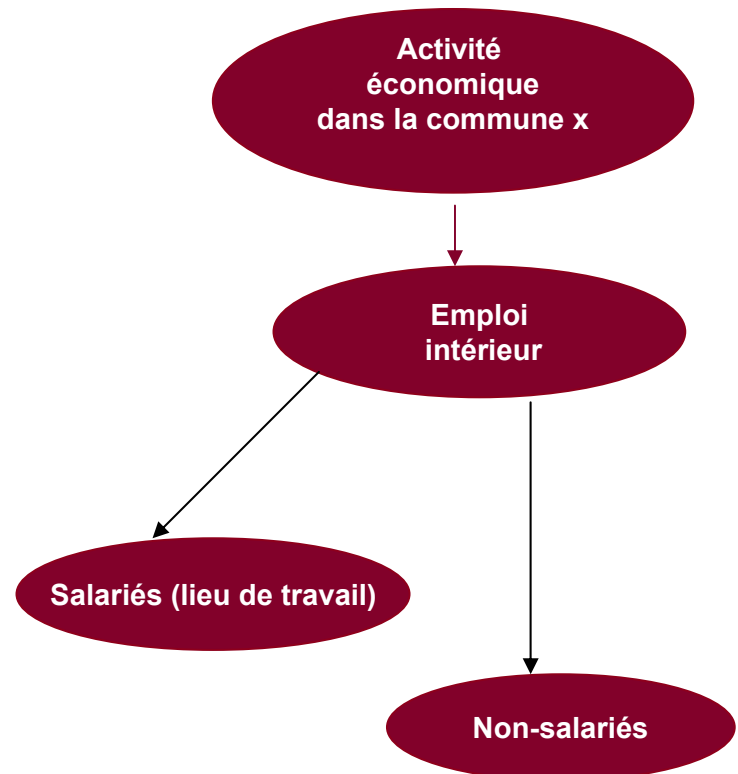 Activité
économique
dans la commune x
Emploi
intérieur
Salariés (lieu de travail)
Non-salariés